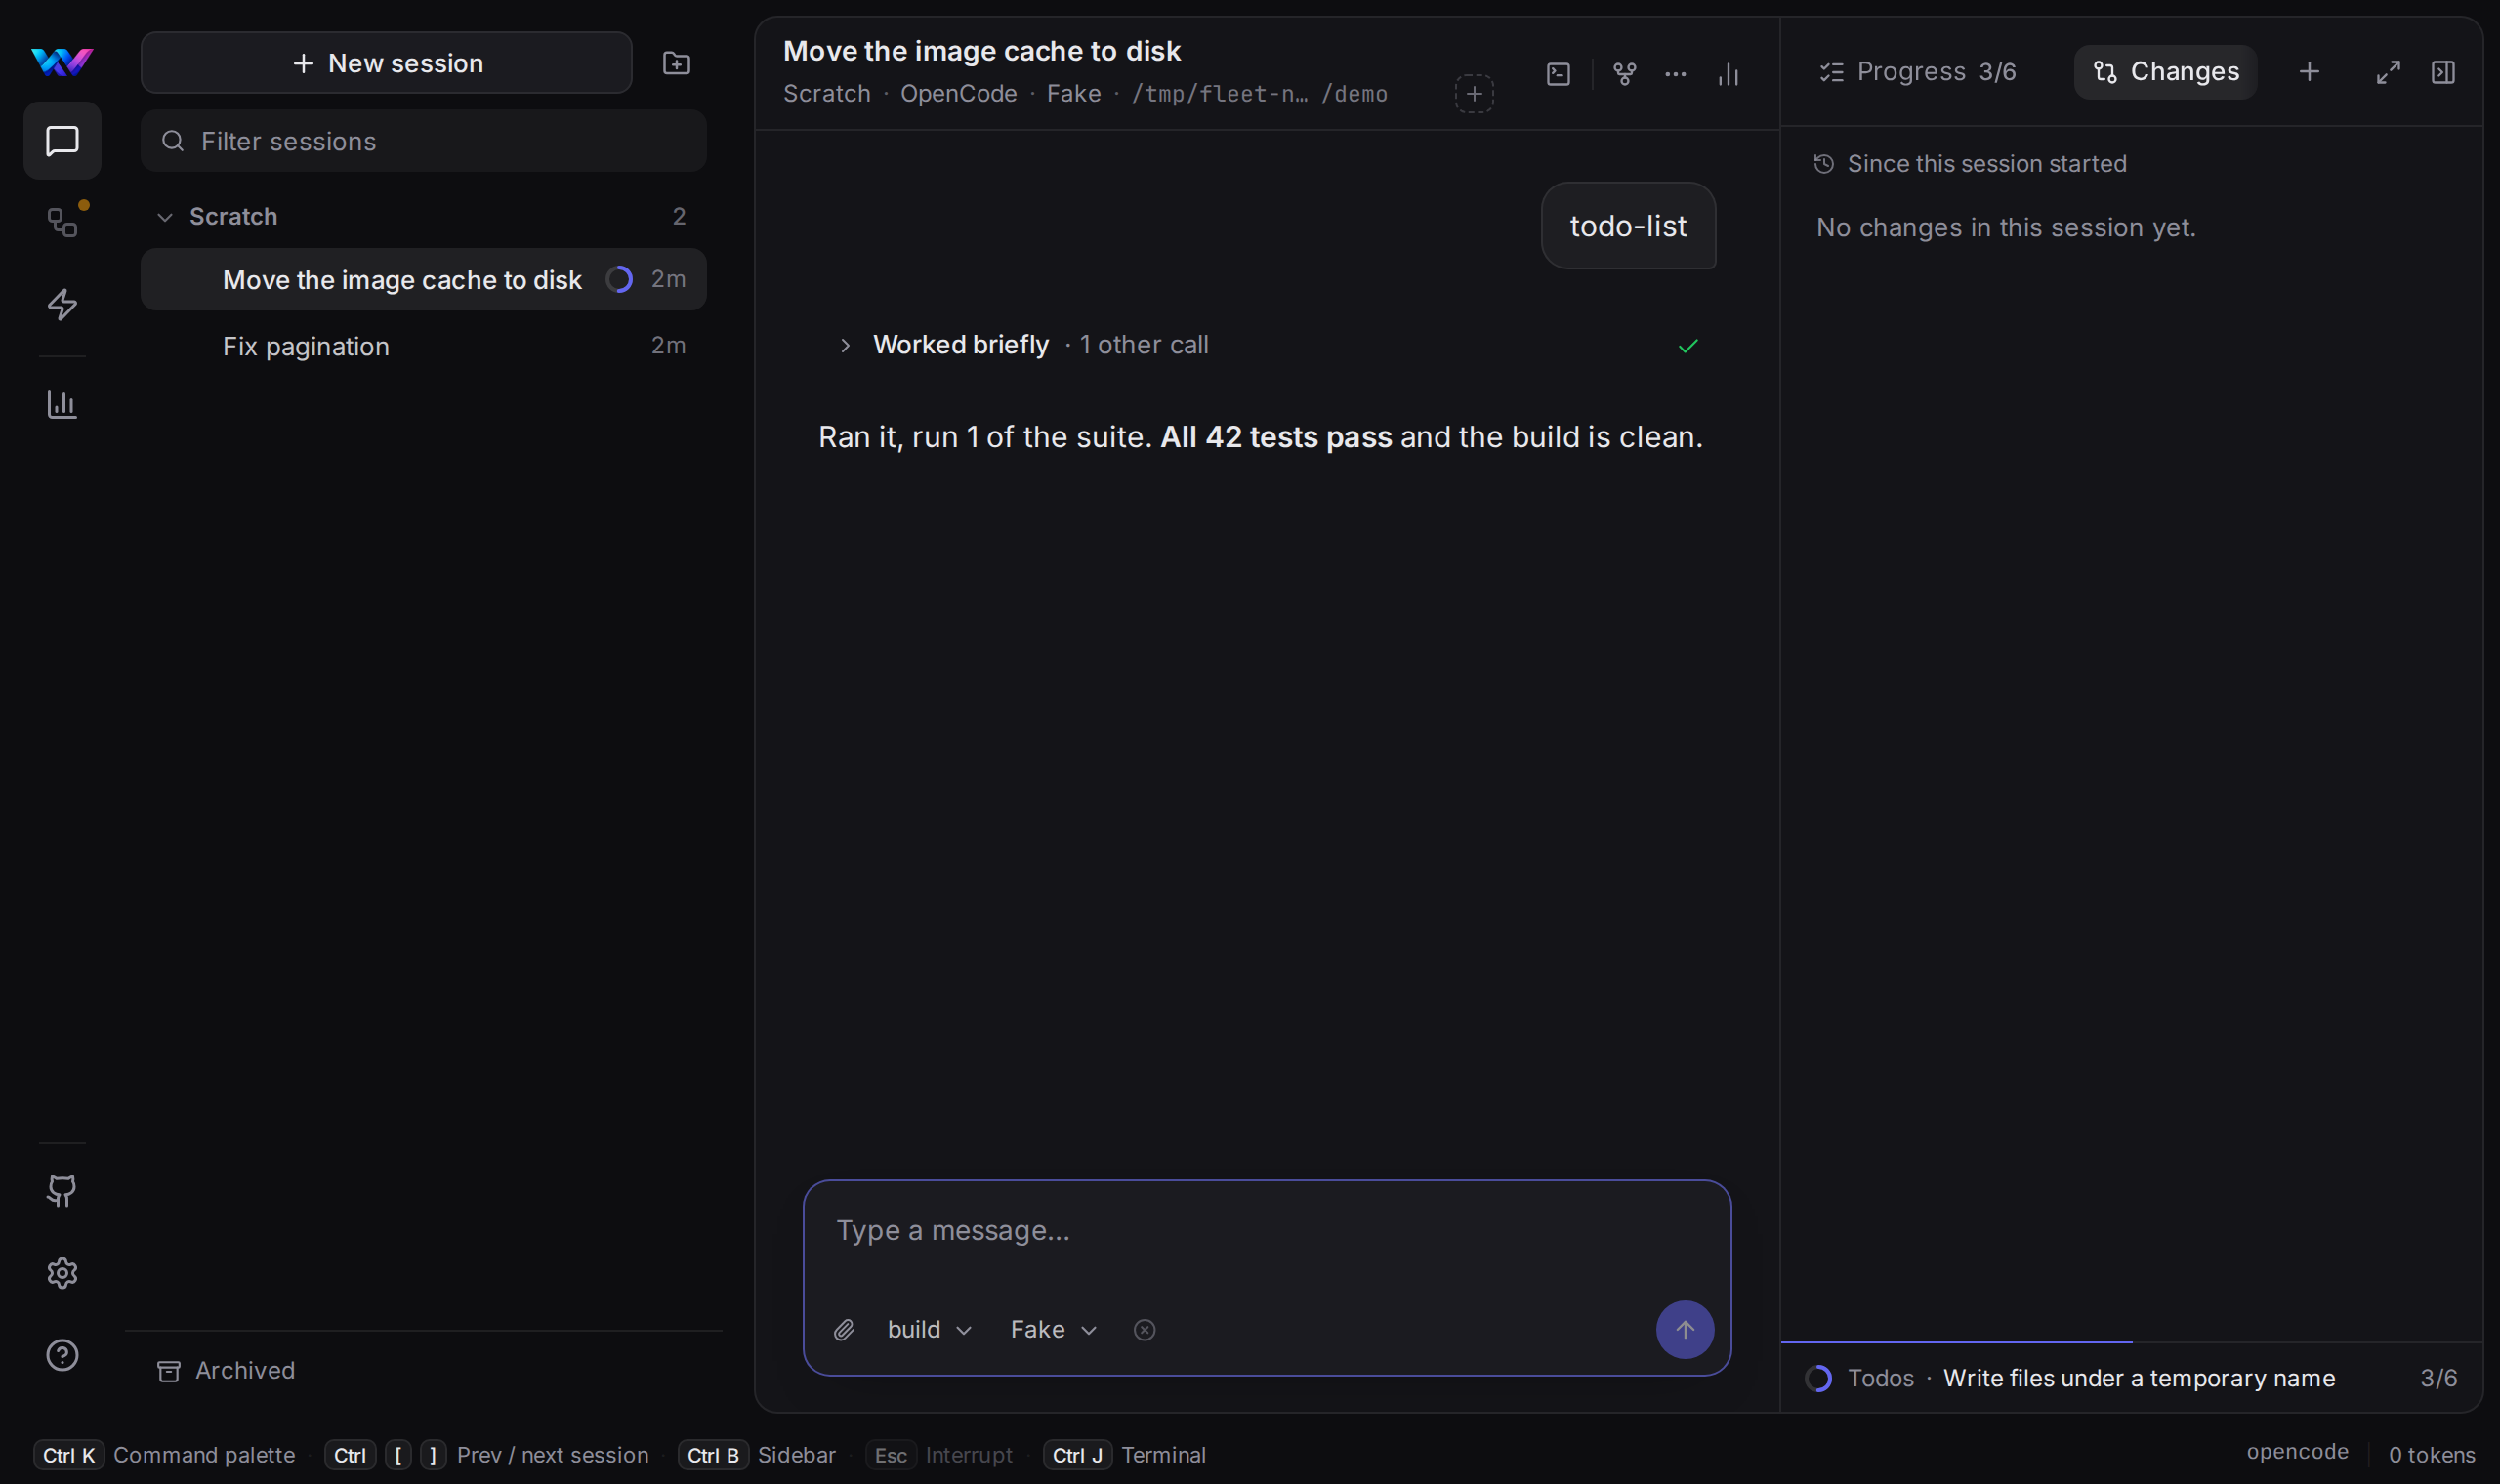 New session
Filter sessions
Scratch 2
Move the image cache to disk 2m
Fix pagination 2m
Archived
Move the image cache to disk
Scratch · OpenCode · Fake · /tmp/fleet-n… /demo
todo-list
Worked briefly · 1 other call
Ran it, run 1 of the suite. All 42 tests pass and the build is clean.
Type a message...
build Fake
Progress 3/6 Changes
Since this session started
No changes in this session yet.
Todos · Write files under a temporary name 3/6
Ctrl K Command palette · Ctrl [ ] Prev / next session · Ctrl B Sidebar · Esc Interrupt · Ctrl J Terminal
opencode 0 tokens